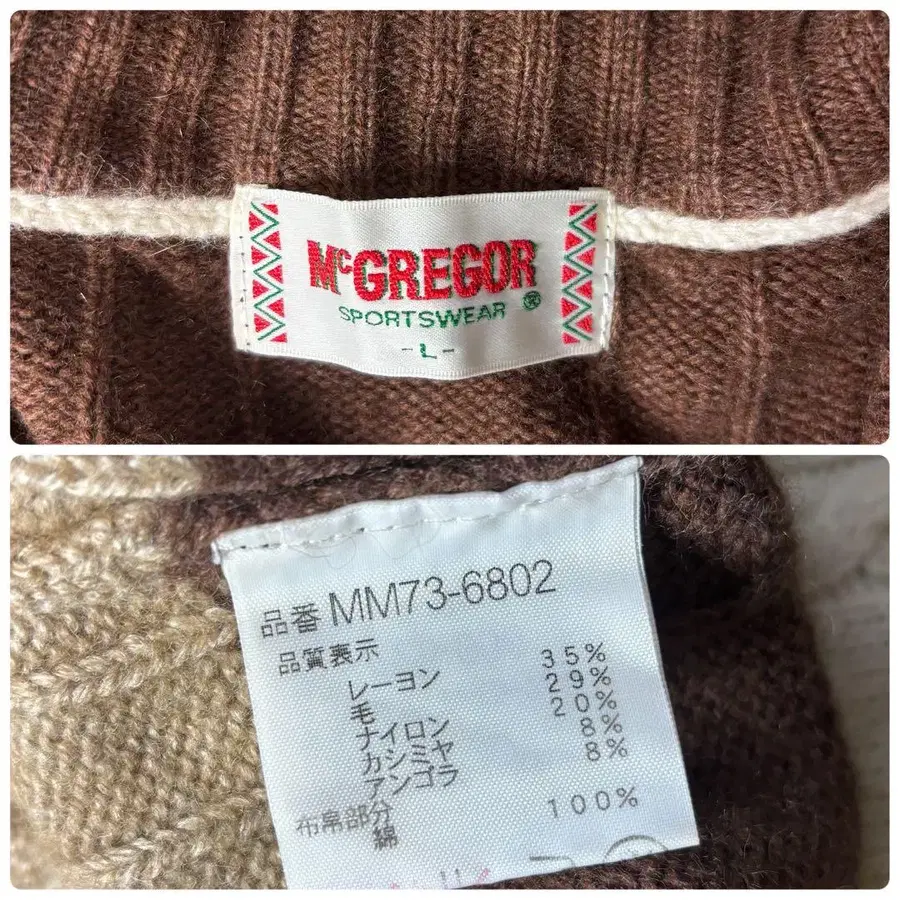 McGREGOR
SPORTSWEAR ®
-L-
品番 MM73-6802
品質表示
レーヨン 35%
毛 29%
ナイロン 20%
カシミヤ 8%
アンゴラ 8%
布帛部分
綿 100%